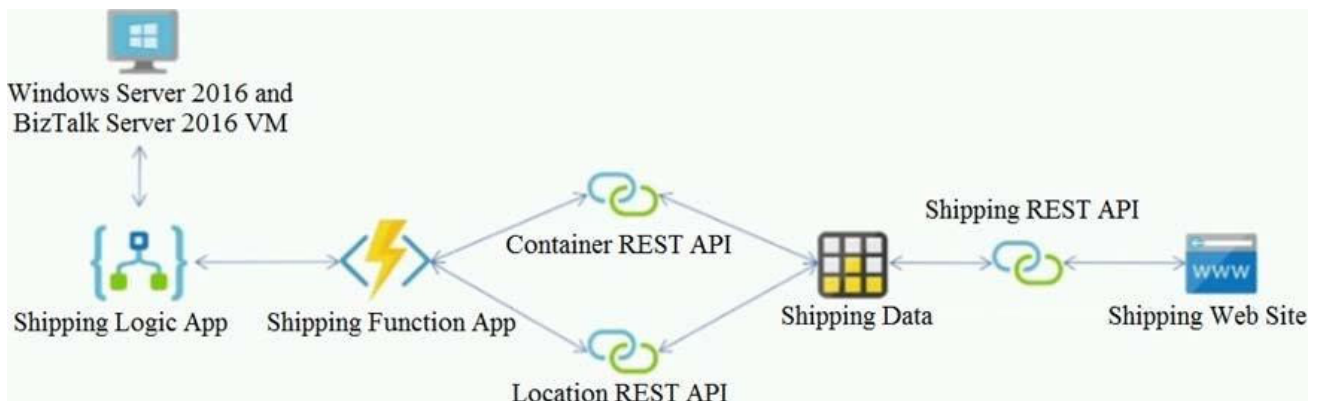 Windows Server 2016 and
BizTalk Server 2016 VM
Shipping Logic App
Shipping Function App
Container REST API
Location REST API
Shipping Data
Shipping REST API
www
Shipping Web Site